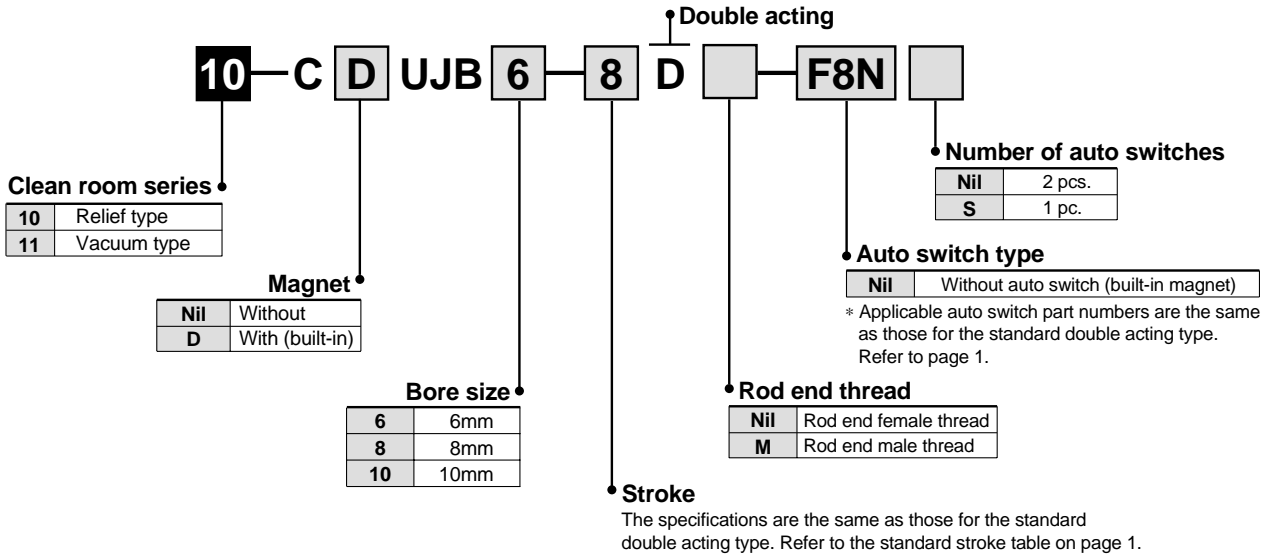 Double acting
10 — C D UJB 6 — 8 D — F8N
Number of auto switches
Nil 2 pcs.
S 1 pc.
Clean room series
10 Relief type
11 Vacuum type
Auto switch type
Nil Without auto switch (built-in magnet)
* Applicable auto switch part numbers are the same
as those for the standard double acting type.
Refer to page 1.
Magnet
Nil Without
D With (built-in)
Bore size
6 6mm
8 8mm
10 10mm
Rod end thread
Nil Rod end female thread
M Rod end male thread
Stroke
The specifications are the same as those for the standard
double acting type. Refer to the standard stroke table on page 1.